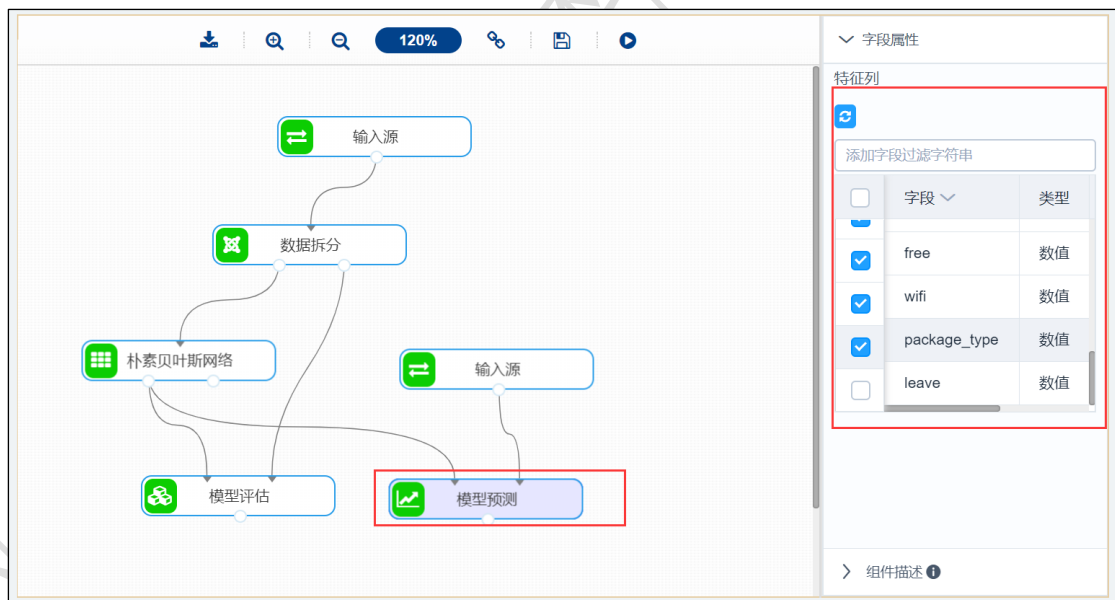 120%
输入源
数据拆分
朴素贝叶斯网络
输入源
模型评估
模型预测
字段属性
特征列
添加字段过滤字符串
字段 类型
free 数值
wifi 数值
package_type 数值
leave 数值
组件描述